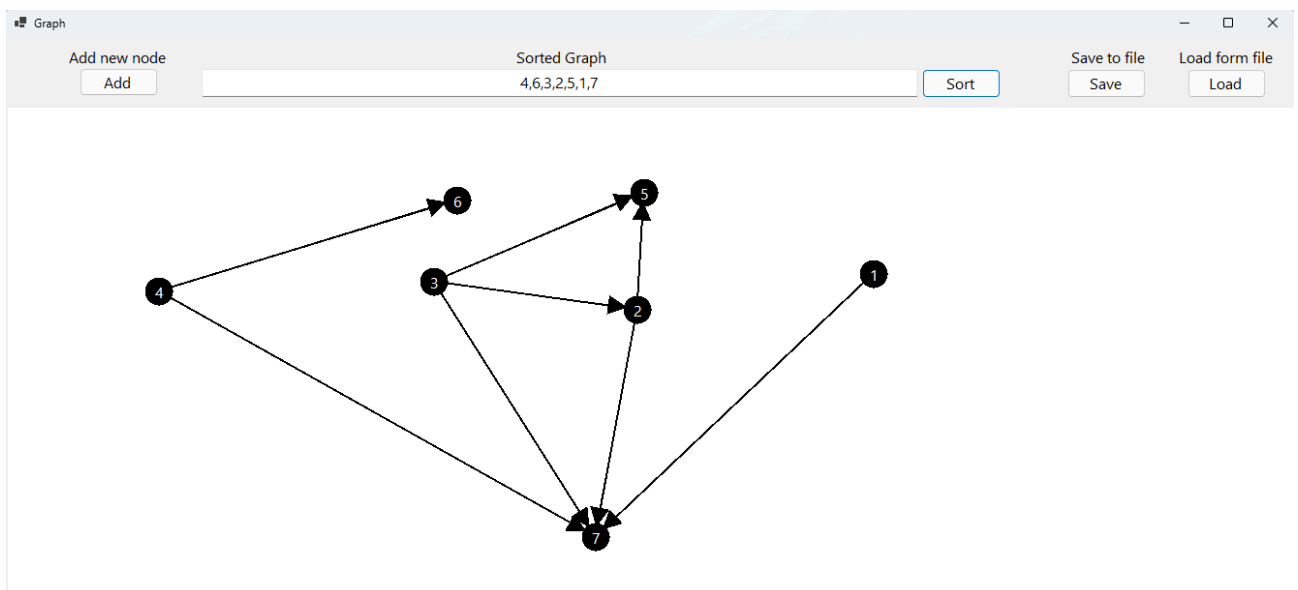 Graph
Add new node
Sorted Graph
Save to file
Load form file
Add
4,6,3,2,5,1,7
Sort
Save
Load
6
5
4
3
1
2
7